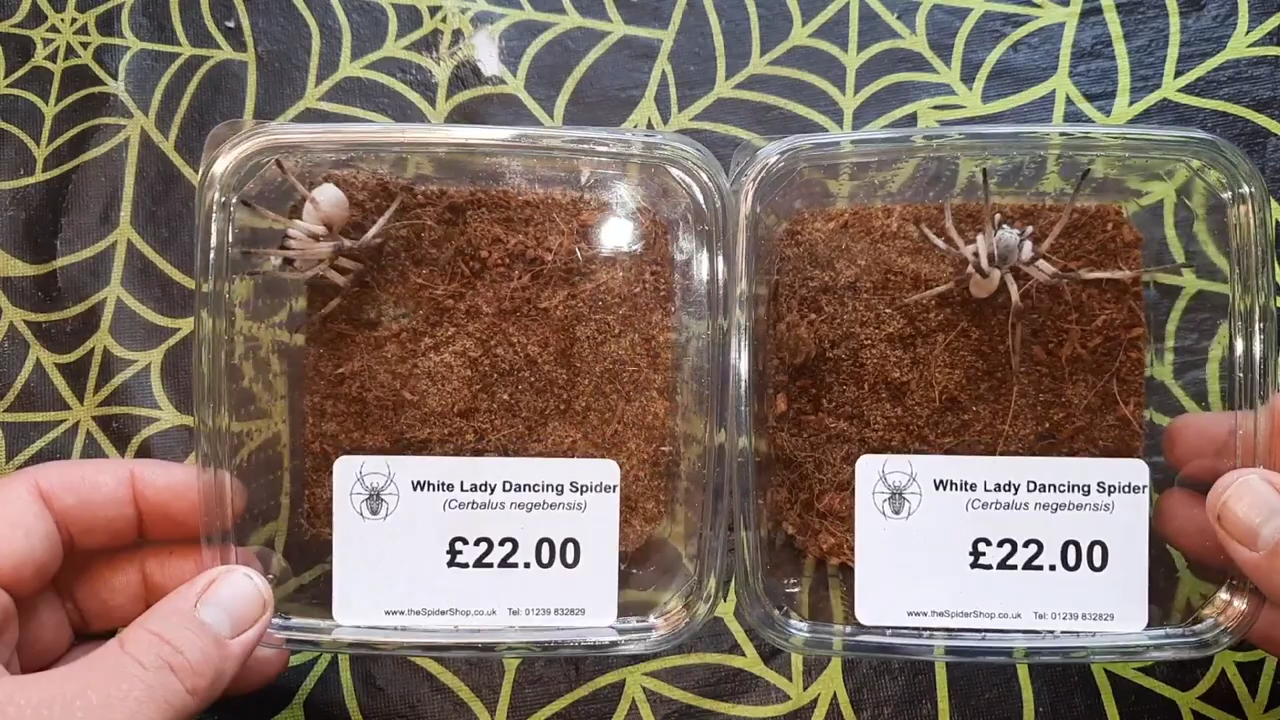 White Lady Dancing Spider
(Cerbalus negebensis)
£22.00
www.theSpiderShop.co.uk Tel: 01239 832829
White Lady Dancing Spider
(Cerbalus negebensis)
£22.00
www.theSpiderShop.co.uk Tel: 01239 832829